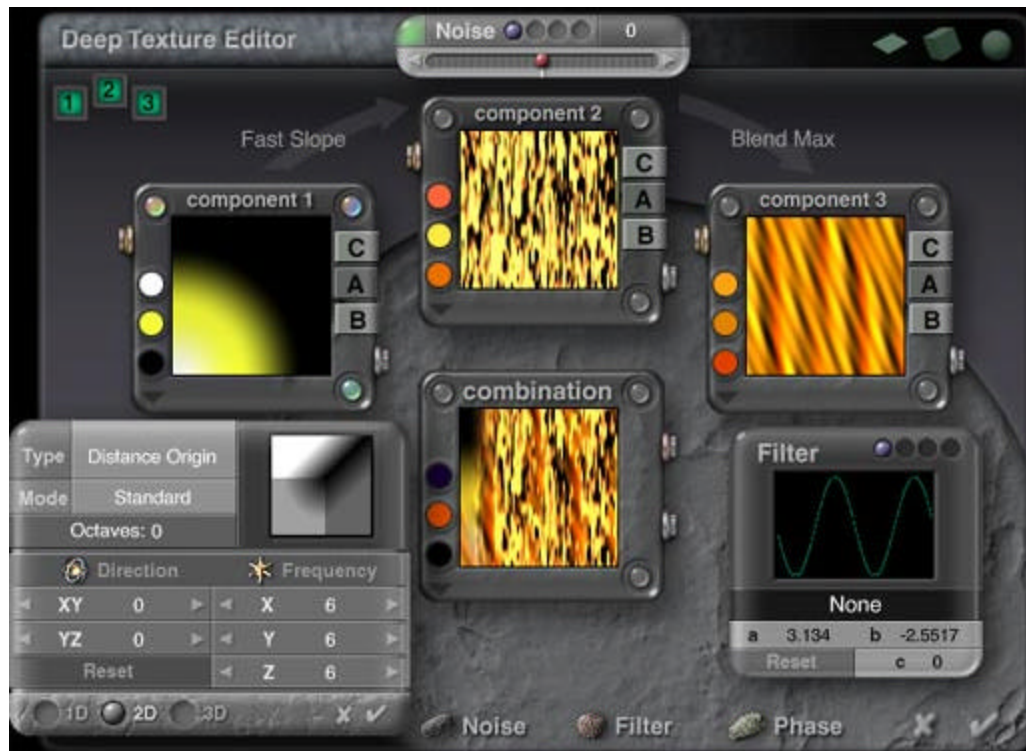 Deep Texture Editor
Noise 0
1 2 3
Fast Slope
Blend Max
component 1
C
A
B
component 2
C
A
B
component 3
C
A
B
combination
Type Distance Origin
Mode Standard
Octaves: 0
Direction Frequency
XY 0 X 6
YZ 0 Y 6
Reset Z 6
1D 2D 3D
Filter
None
a 3.134 b -2.5517
Reset c 0
Noise Filter Phase